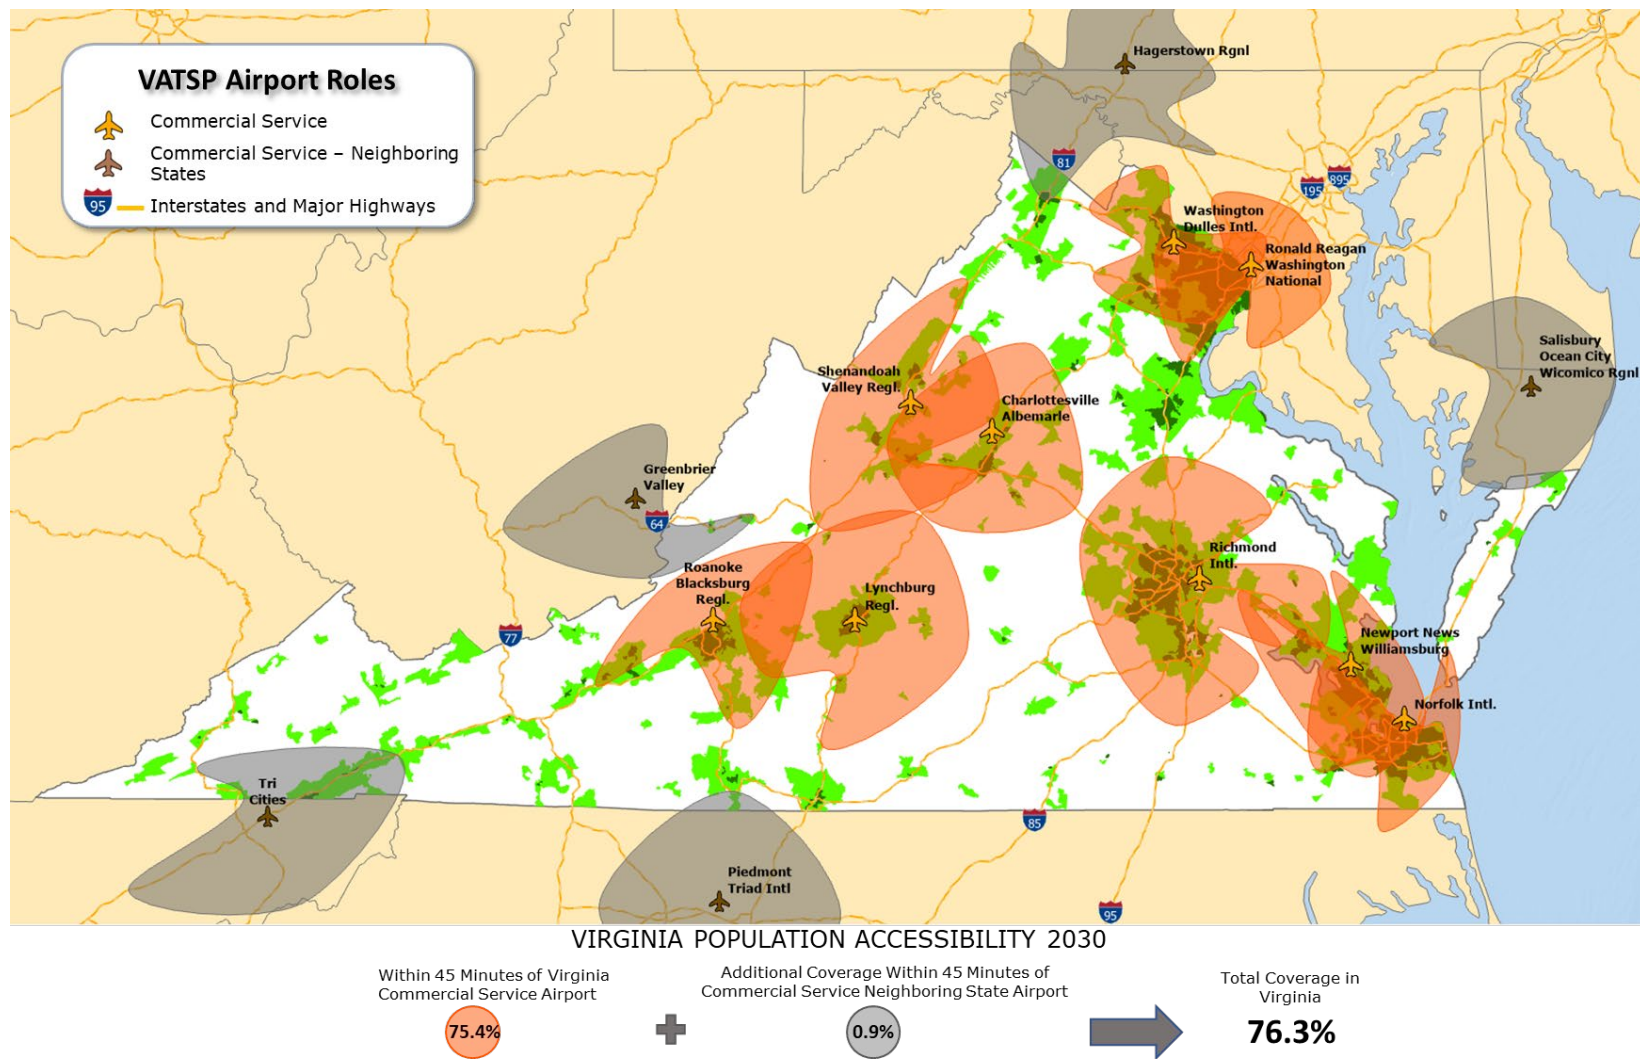 VATSP Airport Roles
Commercial Service
Commercial Service – Neighboring
States
95
Interstates and Major Highways
Hagerstown Rgnl
81
195
895
Washington
Dulles Intl.
Ronald Reagan
Washington
National
Salisbury
Ocean City
Wicomico Rgnl
Shenandoah
Valley Regl.
Charlottesville
Albemarle
Greenbrier
Valley
64
Richmond
Intl.
Roanoke
Blacksburg
Regl.
Lynchburg
Regl.
77
Newport News
Williamsburg
Norfolk Intl.
Tri
Cities
85
Piedmont
Triad Intl
95
VIRGINIA POPULATION ACCESSIBILITY 2030
Within 45 Minutes of Virginia
Commercial Service Airport
75.4%
Additional Coverage Within 45 Minutes of
Commercial Service Neighboring State Airport
0.9%
Total Coverage in
Virginia
76.3%